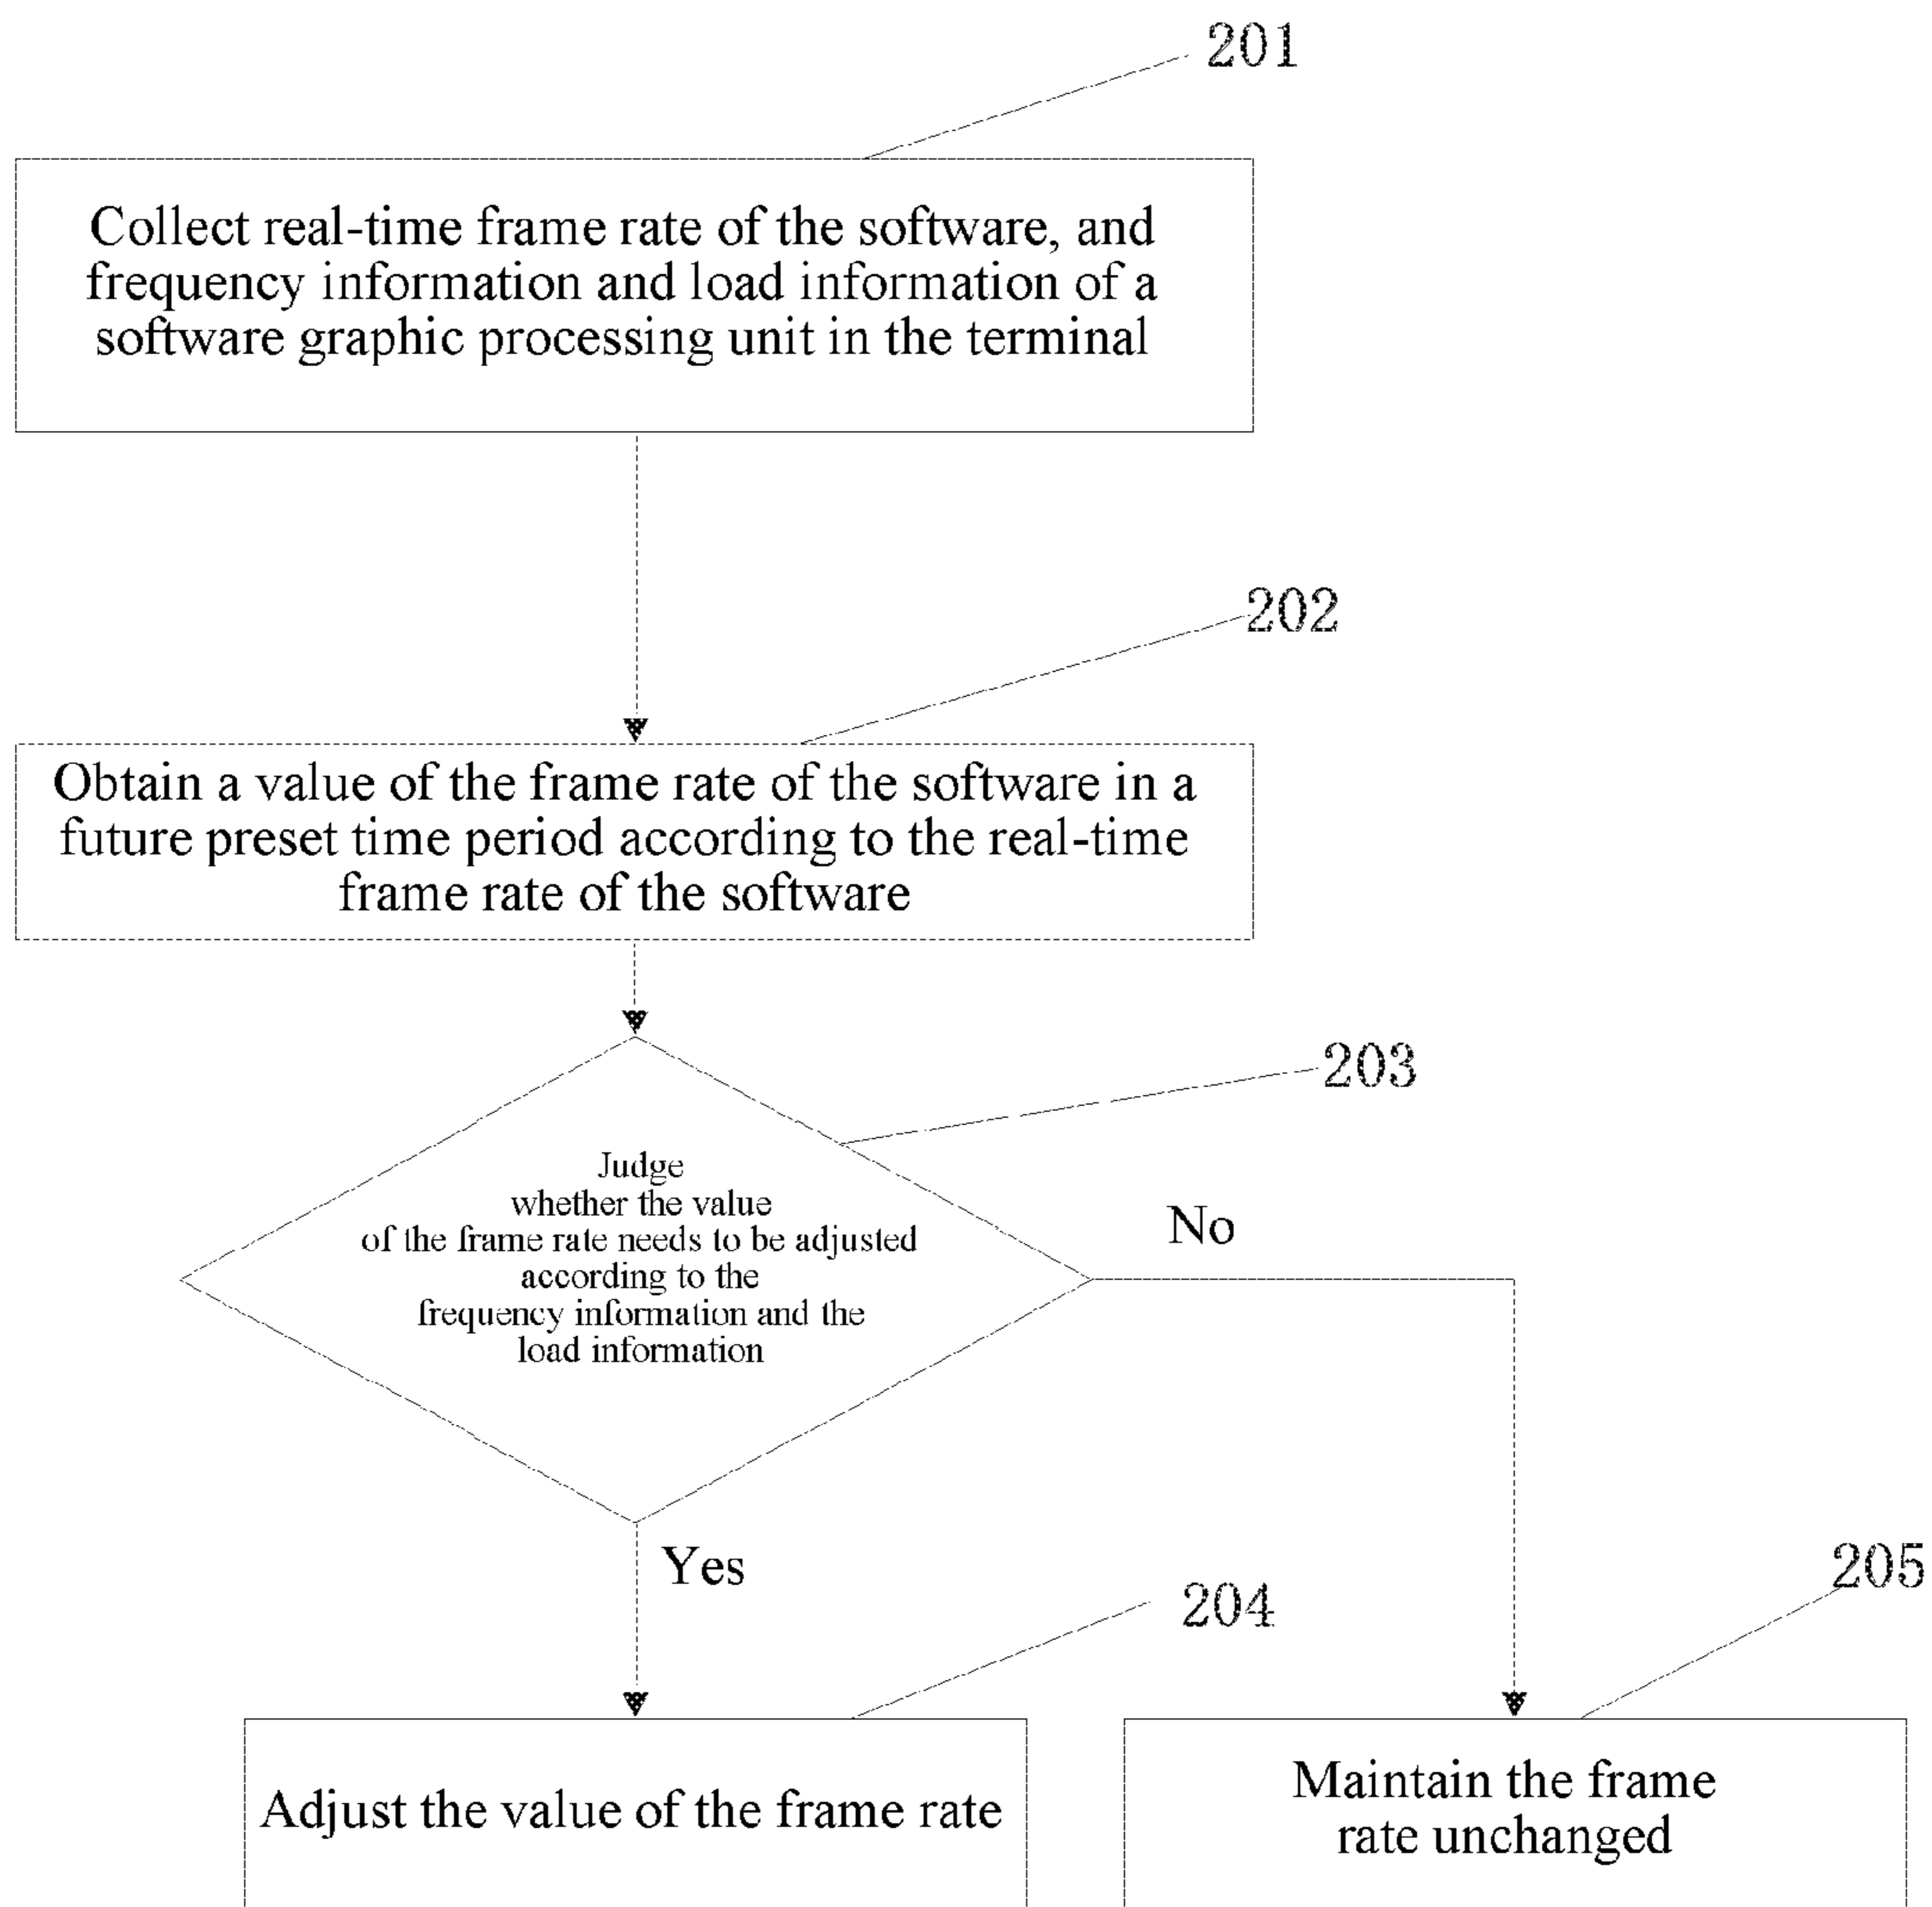 201
Collect real-time frame rate of the software, and
frequency information and load information of a
software graphic processing unit in the terminal
202
Obtain a value of the frame rate of the software in a
future preset time period according to the real-time
frame rate of the software
203
Judge
whether the value
of the frame rate needs to be adjusted
according to the
frequency information and the
load information
No
Yes
204
205
Adjust the value of the frame rate
Maintain the frame
rate unchanged